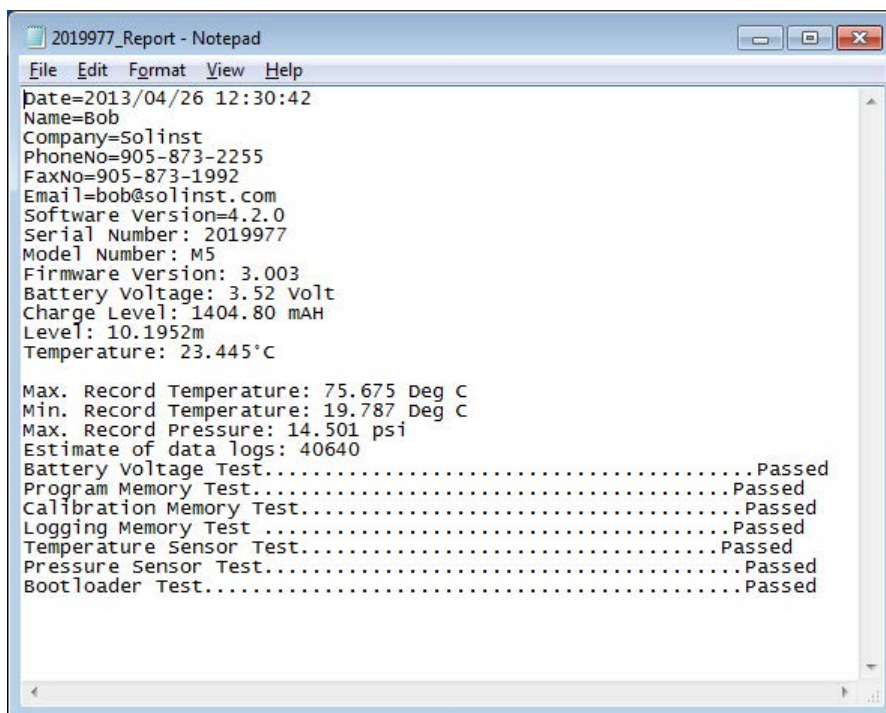 2019977_Report - Notepad
File Edit Format View Help
Date=2013/04/26 12:30:42
Name=Bob
Company=Solinst
PhoneNo=905-873-2255
FaxNo=905-873-1992
Email=bob@solinst.com
Software Version=4.2.0
Serial Number: 2019977
Model Number: M5
Firmware Version: 3.003
Battery Voltage: 3.52 Volt
Charge Level: 1404.80 mAH
Level: 10.1952m
Temperature: 23.445°C

Max. Record Temperature: 75.675 Deg C
Min. Record Temperature: 19.787 Deg C
Max. Record Pressure: 14.501 psi
Estimate of data logs: 40640
Battery Voltage Test.........................................Passed
Program Memory Test........................................Passed
Calibration Memory Test.....................................Passed
Logging Memory Test .......................................Passed
Temperature Sensor Test...................................Passed
Pressure Sensor Test........................................Passed
Bootloader Test.............................................Passed